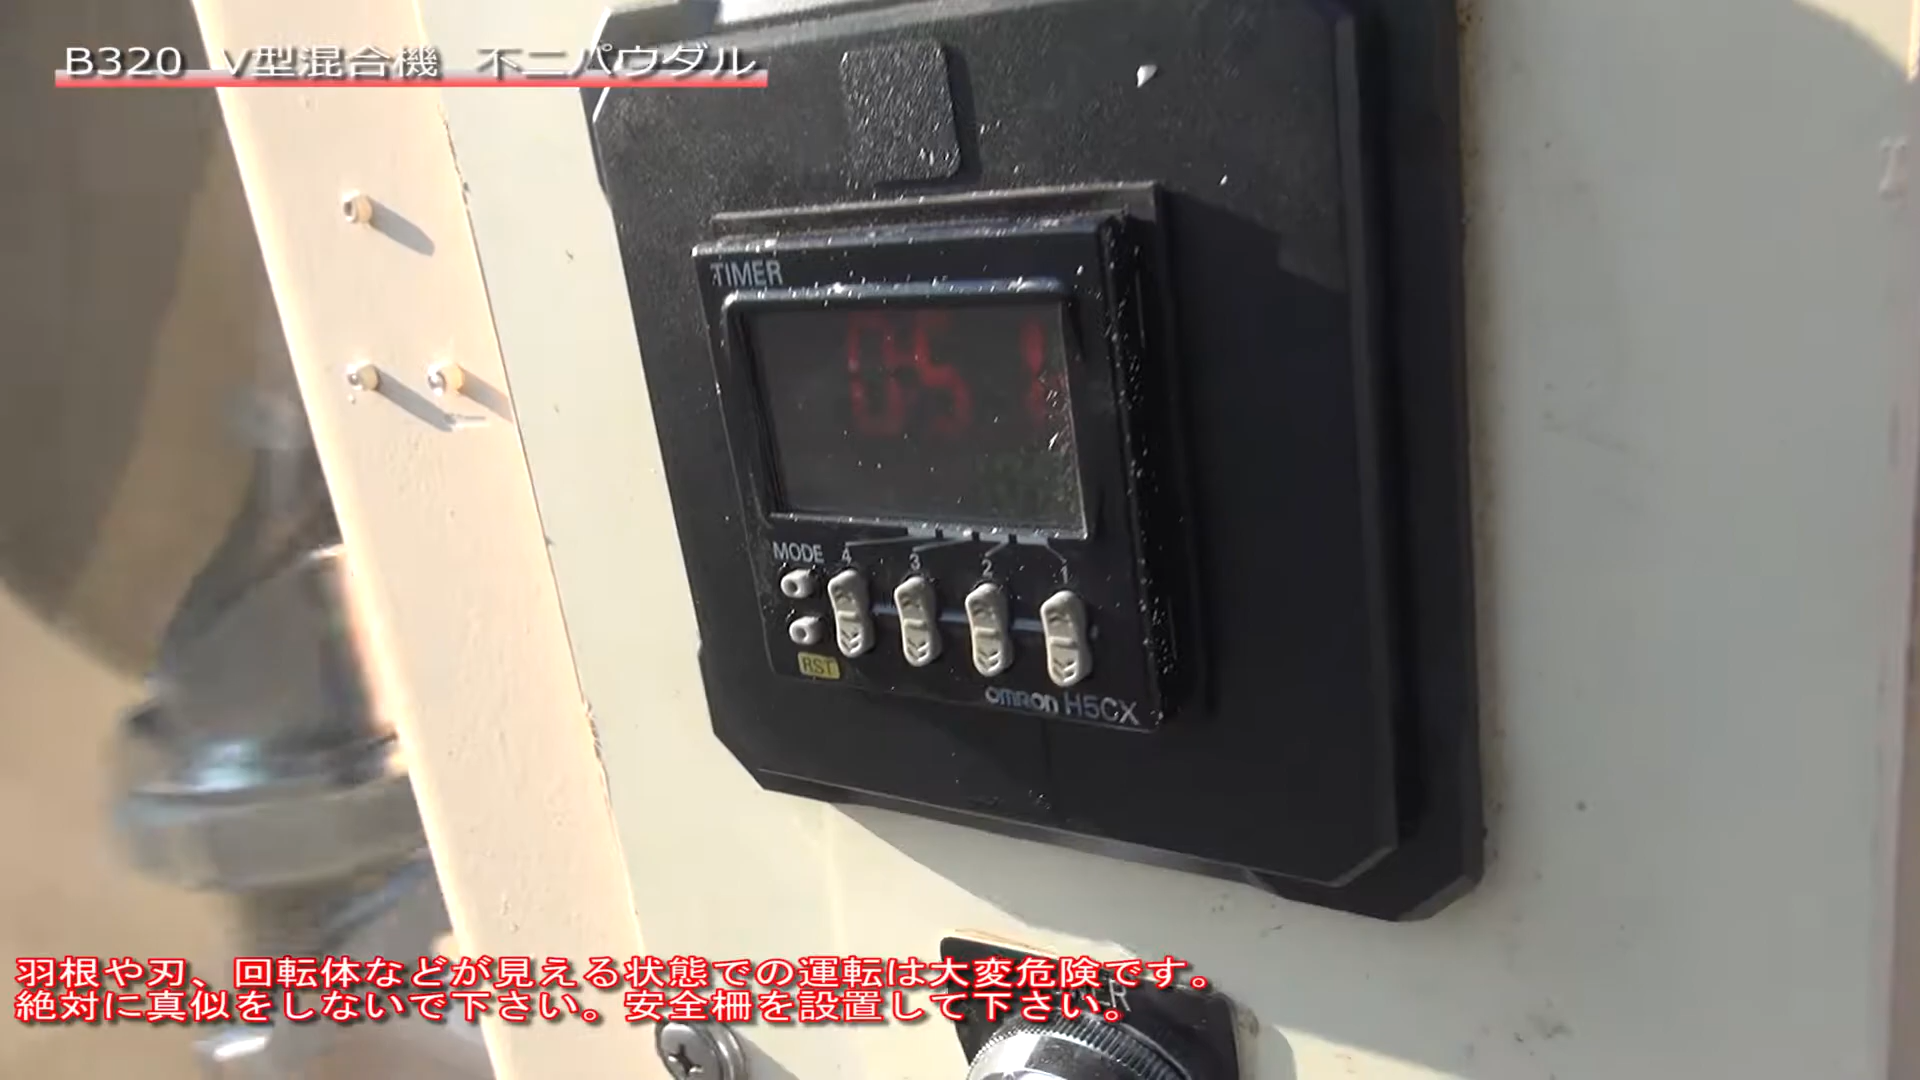 B320 V型混合機 不二パウダル
TIMER
051
MODE 4 3 2 1
RST
omron H5CX
羽根や刃、回転体などが見える状態での運転は大変危険です。
絶対に真似をしないで下さい。安全柵を設置して下さい。